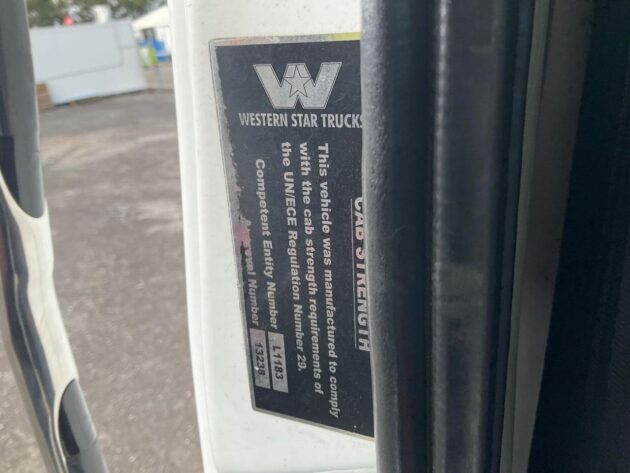 W
WESTERN STAR TRUCKS
CAB STRENGTH
This vehicle was manufactured to comply
with the cab strength requirements of
the UN/ECE Regulation Number 29.
Competent Entity Number L1183
Number 13238